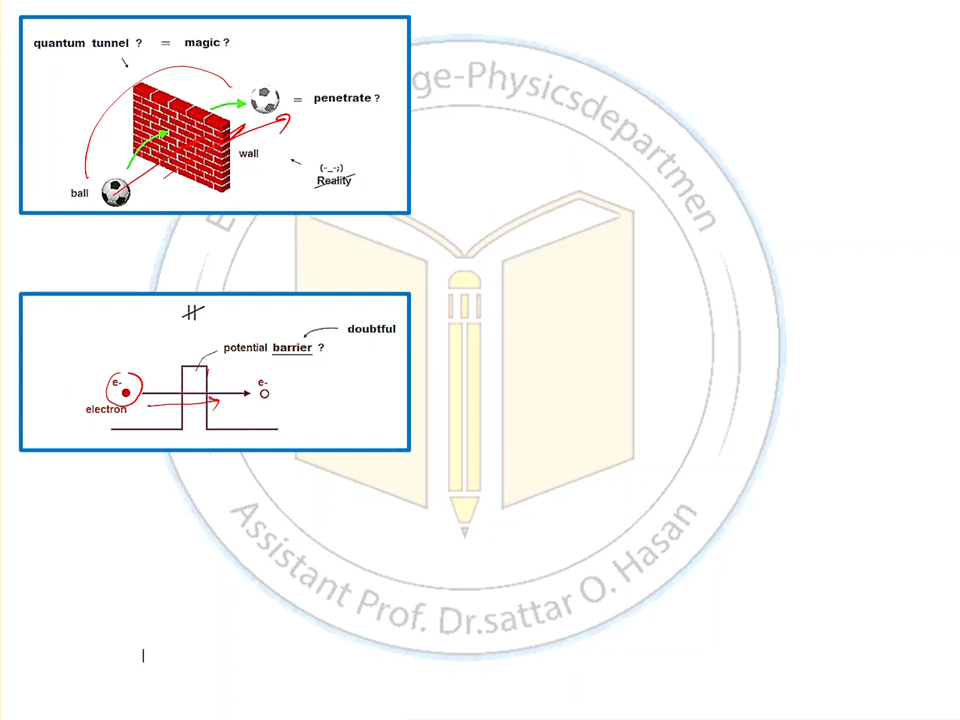 quantum tunnel ? = magic ?
= penetrate ?
wall
(-_-;)
Reality
ball
doubtful
potential barrier ?
e-
e-
electron
ge-Physicsdepartmen
E
Assistant Prof. Dr.sattar O. Hasan